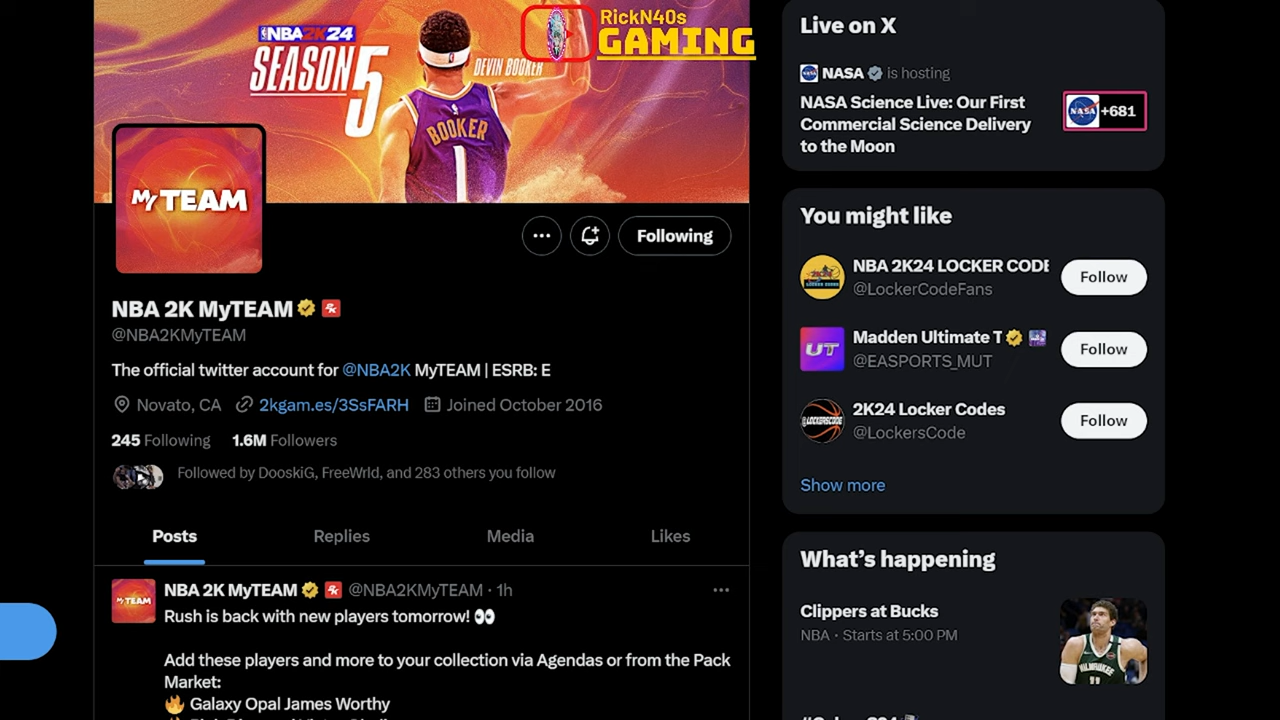 RickN40s
GAMING
NBA2K24
SEASON 5
DEVIN BOOKER
BOOKER
1
MyTEAM
Following
NBA 2K MyTEAM
@NBA2KMyTEAM
The official twitter account for @NBA2K MyTEAM | ESRB: E
Novato, CA 2kgam.es/3SsFARH Joined October 2016
245 Following 1.6M Followers
Followed by DooskiG, FreeWrld, and 283 others you follow
Posts Replies Media Likes
MyTEAM
NBA 2K MyTEAM @NBA2KMyTEAM · 1h
Rush is back with new players tomorrow! 👀
Add these players and more to your collection via Agendas or from the Pack
Market:
🔥 Galaxy Opal James Worthy
Live on X
NASA is hosting
NASA Science Live: Our First
Commercial Science Delivery
to the Moon
NASA +681
You might like
NBA 2K24 LOCKER CODE
@LockerCodeFans
Follow
UT
Madden Ultimate T
@EASPORTS_MUT
Follow
@LOCKERSCODE
2K24 Locker Codes
@LockersCode
Follow
Show more
What's happening
Clippers at Bucks
NBA · Starts at 5:00 PM
MILWAUKEE
11